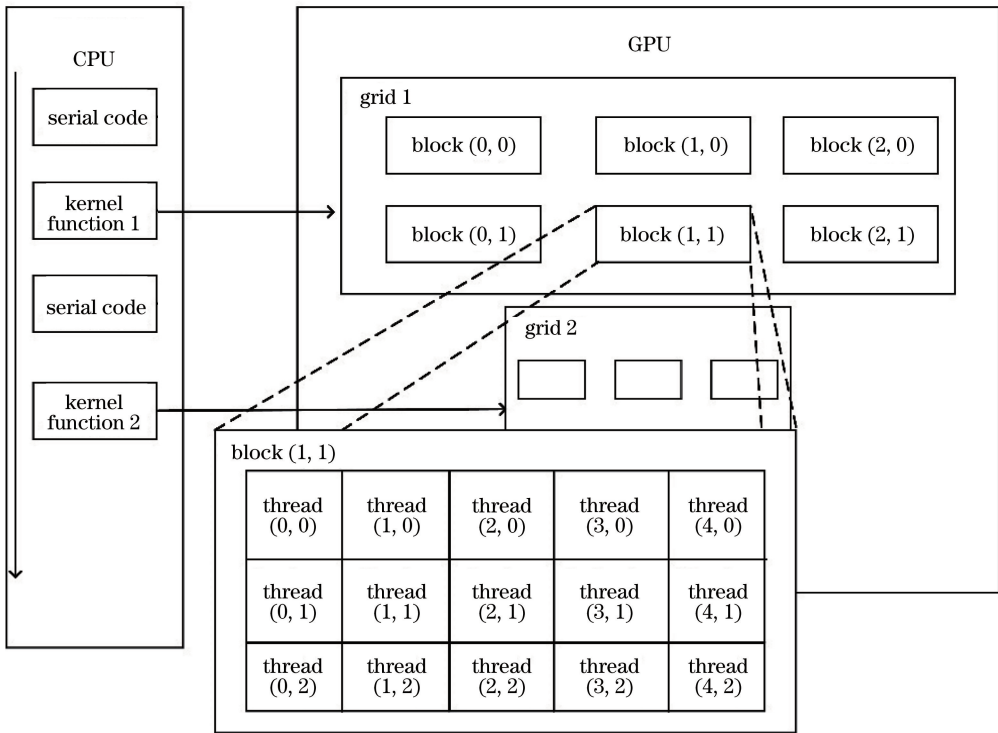 CPU
serial code
kernel
function 1
serial code
kernel
function 2
GPU
grid 1
block (0, 0)
block (1, 0)
block (2, 0)
block (0, 1)
block (1, 1)
block (2, 1)
grid 2
block (1, 1)
thread
(0, 0)
thread
(1, 0)
thread
(2, 0)
thread
(3, 0)
thread
(4, 0)
thread
(0, 1)
thread
(1, 1)
thread
(2, 1)
thread
(3, 1)
thread
(4, 1)
thread
(0, 2)
thread
(1, 2)
thread
(2, 2)
thread
(3, 2)
thread
(4, 2)